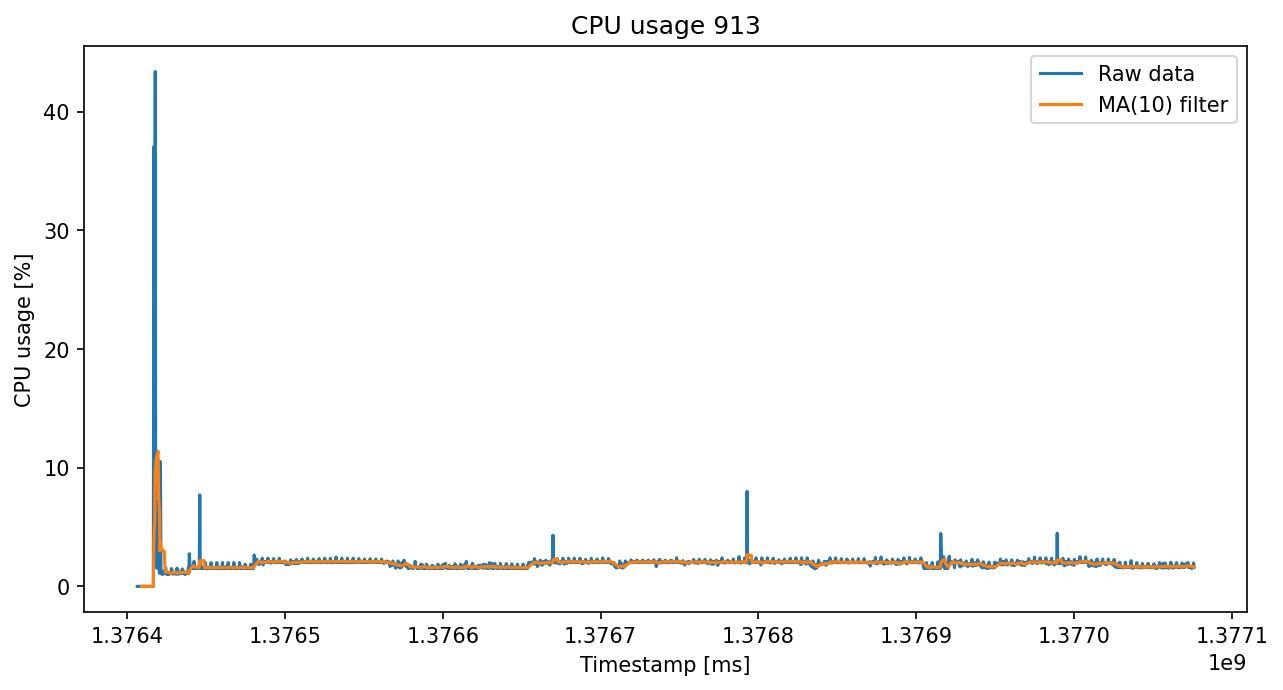 CPU usage 913
Raw data
MA(10) filter
CPU usage [%]
40
30
20
10
0
1.3764 1.3765 1.3766 1.3767 1.3768 1.3769 1.3770 1.3771
1e9
Timestamp [ms]